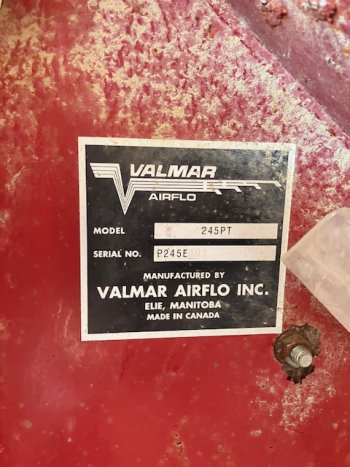 VALMAR
AIRFLO
MODEL 245PT
SERIAL NO. P245E
MANUFACTURED BY
VALMAR AIRFLO INC.
ELIE, MANITOBA
MADE IN CANADA